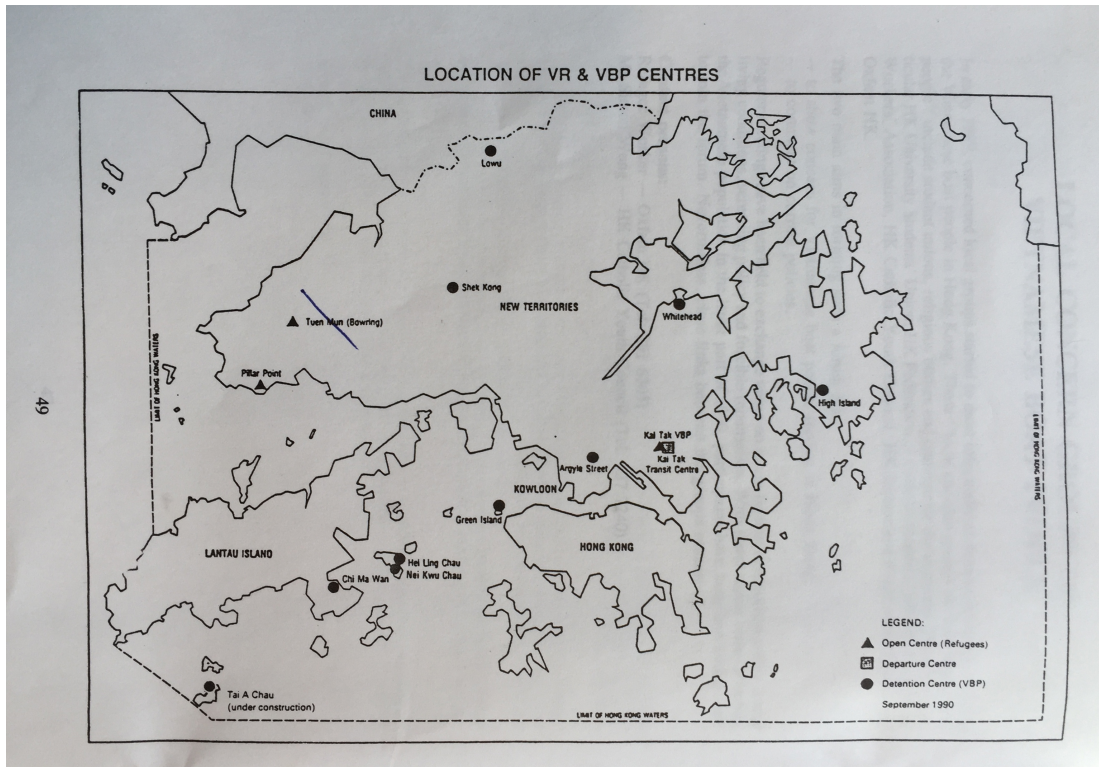 LOCATION OF VR & VBP CENTRES
CHINA
Lowu
Shek Kong
NEW TERRITORIES
Tuen Mun (Bowring)
Whitehead
LIMIT OF HONG KONG WATERS
Pillar Point
High Island
49
Kai Tak VBP
Kai Tak
Transit Centre
Argyle Street
LIMIT OF HONG KONG WATERS
KOWLOON
Green Island
LANTAU ISLAND
HONG KONG
Hei Ling Chau
Nei Kwu Chau
Chi Ma Wan
LEGEND:
Open Centre (Refugees)
Departure Centre
Detention Centre (VBP)
September 1990
Tai A Chau
(under construction)
LIMIT OF HONG KONG WATERS